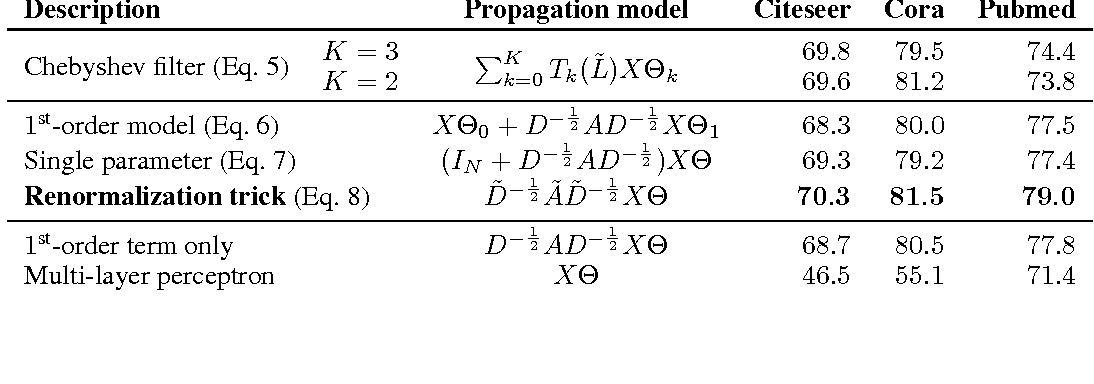 Description Propagation model Citeseer Cora Pubmed
Chebyshev filter (Eq. 5) K = 3 $\sum_{k=0}^{K} T_k(\tilde{L})X\Theta_k$ 69.8 79.5 74.4
K = 2 69.6 81.2 73.8
1st-order model (Eq. 6) $X\Theta_0 + D^{-\frac{1}{2}}AD^{-\frac{1}{2}}X\Theta_1$ 68.3 80.0 77.5
Single parameter (Eq. 7) $(I_N + D^{-\frac{1}{2}}AD^{-\frac{1}{2}})X\Theta$ 69.3 79.2 77.4
Renormalization trick (Eq. 8) $\tilde{D}^{-\frac{1}{2}}\tilde{A}\tilde{D}^{-\frac{1}{2}}X\Theta$ 70.3 81.5 79.0
1st-order term only $D^{-\frac{1}{2}}AD^{-\frac{1}{2}}X\Theta$ 68.7 80.5 77.8
Multi-layer perceptron $X\Theta$ 46.5 55.1 71.4